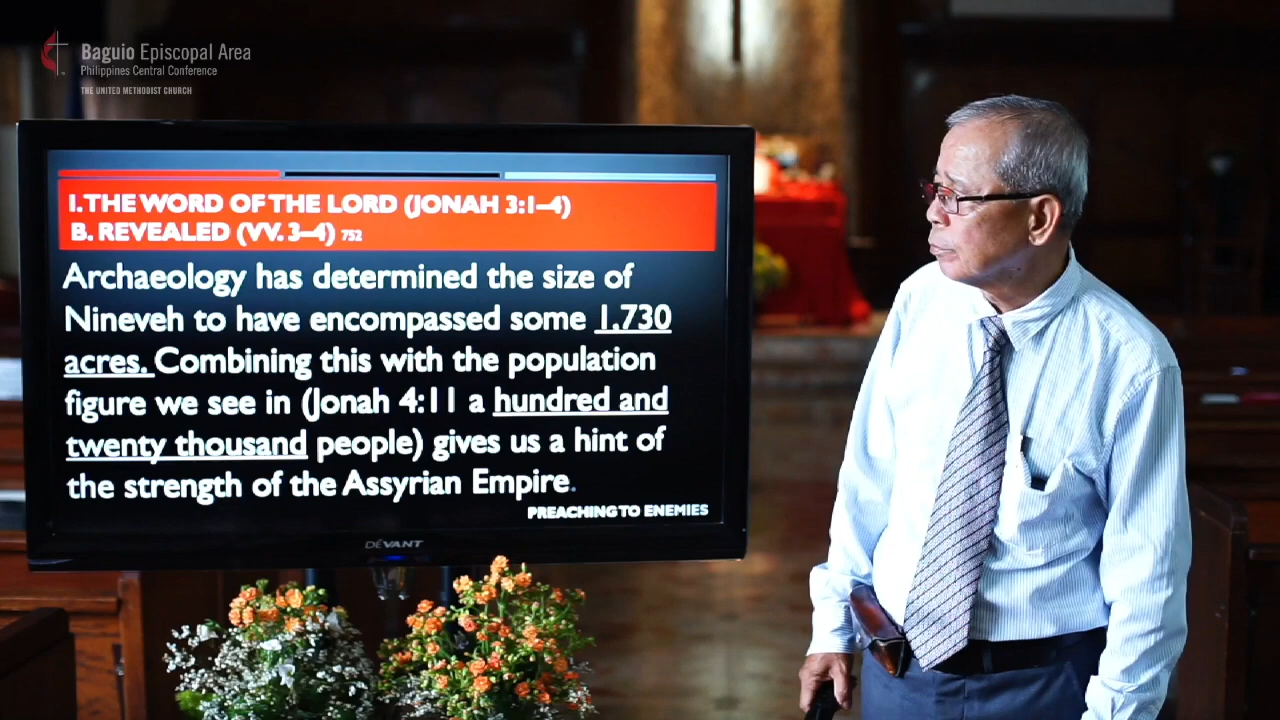 Baguio Episcopal Area
Philippines Central Conference
THE UNITED METHODIST CHURCH
I. THE WORD OF THE LORD (JONAH 3:1–4)
B. REVEALED (VV. 3–4) 752
Archaeology has determined the size of
Nineveh to have encompassed some 1,730
acres. Combining this with the population
figure we see in (Jonah 4:11 a hundred and
twenty thousand people) gives us a hint of
the strength of the Assyrian Empire.
PREACHING TO ENEMIES
DEVANT